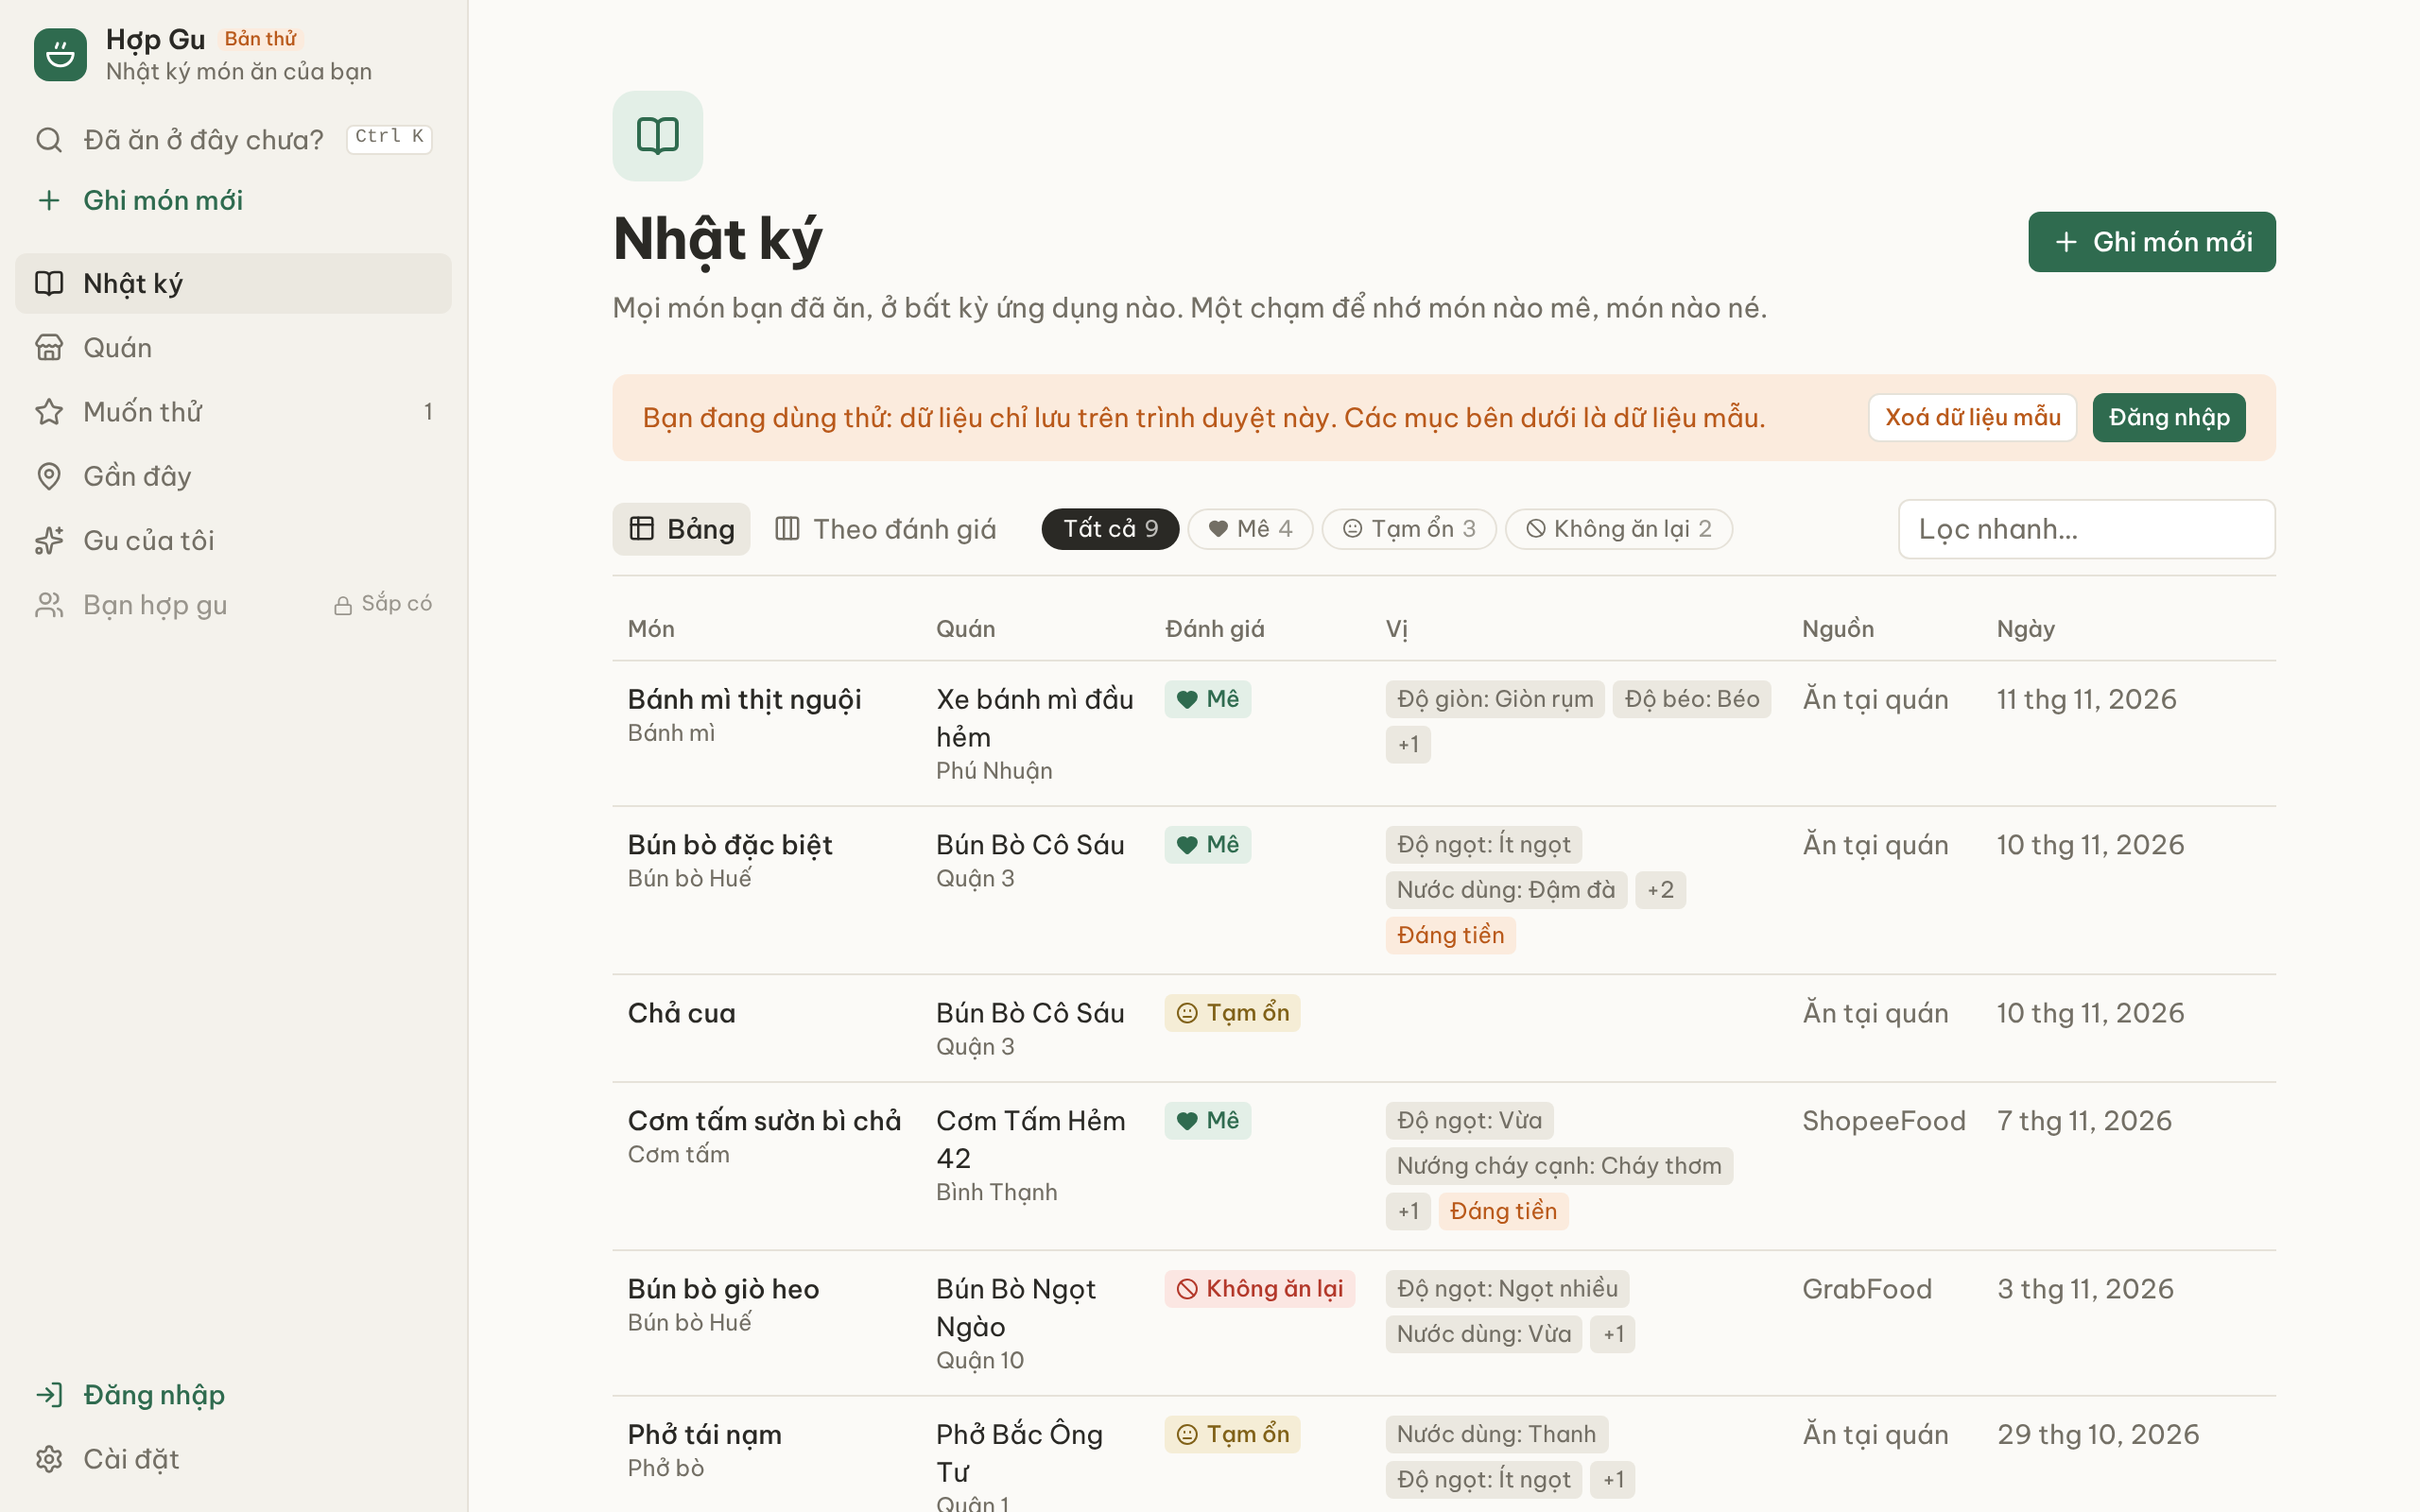 Hợp Gu Bản thử
Nhật ký món ăn của bạn
Đã ăn ở đây chưa? Ctrl K
Ghi món mới
Nhật ký
Quán
Muốn thử 1
Gần đây
Gu của tôi
Bạn hợp gu Sắp có
Đăng nhập
Cài đặt
Nhật ký
Ghi món mới
Mọi món bạn đã ăn, ở bất kỳ ứng dụng nào. Một chạm để nhớ món nào mê, món nào né.
Bạn đang dùng thử: dữ liệu chỉ lưu trên trình duyệt này. Các mục bên dưới là dữ liệu mẫu. Xoá dữ liệu mẫu Đăng nhập
Bảng Theo đánh giá Tất cả 9 Mê 4 Tạm ổn 3 Không ăn lại 2 Lọc nhanh...
Món Quán Đánh giá Vị Nguồn Ngày
Bánh mì thịt nguội Xe bánh mì đầu Mê Độ giòn: Giòn rụm Độ béo: Béo Ăn tại quán 11 thg 11, 2026
Bánh mì hẻm +1
Phú Nhuận
Bún bò đặc biệt Bún Bò Cô Sáu Mê Độ ngọt: Ít ngọt Ăn tại quán 10 thg 11, 2026
Bún bò Huế Quận 3 Nước dùng: Đậm đà +2
Đáng tiền
Chả cua Bún Bò Cô Sáu Tạm ổn Ăn tại quán 10 thg 11, 2026
Quận 3
Cơm tấm sườn bì chả Cơm Tấm Hẻm Mê Độ ngọt: Vừa ShopeeFood 7 thg 11, 2026
Cơm tấm 42 Nướng cháy cạnh: Cháy thơm
Bình Thạnh +1 Đáng tiền
Bún bò giò heo Bún Bò Ngọt Không ăn lại Độ ngọt: Ngọt nhiều GrabFood 3 thg 11, 2026
Bún bò Huế Ngào Nước dùng: Vừa +1
Quận 10
Phở tái nạm Phở Bắc Ông Tạm ổn Nước dùng: Thanh Ăn tại quán 29 thg 10, 2026
Phở bò Tư Độ ngọt: Ít ngọt +1
Quận 1